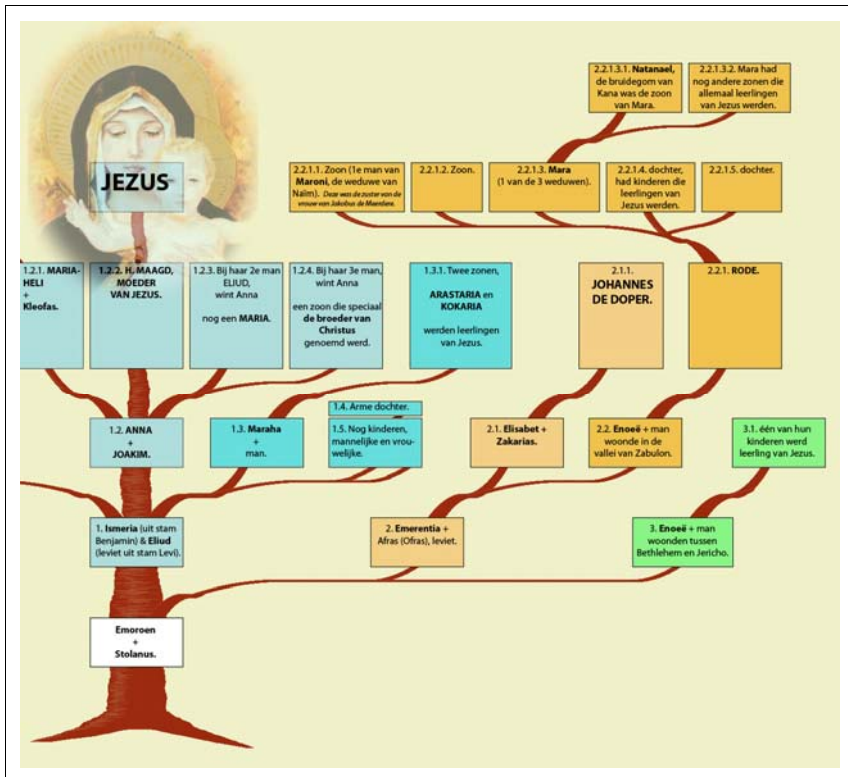 2.2.1.3.1. Natanael,
de bruidegom van
Kana was de zoon
van Mara.
2.2.1.3.2. Mara had
nog andere zonen die
allemaal leerlingen
van Jezus werden.
JEZUS
2.2.1.1. Zoon (1e man van
Maroni, de weduwe van
Naïm). Deze was de zuster van de
vrouw van Jakobus de Meerdere.
2.2.1.2. Zoon.
2.2.1.3. Mara
(1 van de 3 weduwen).
2.2.1.4. dochter,
had kinderen die
leerlingen van
Jezus werden.
2.2.1.5. dochter.
1.2.1. MARIA-
HELI
+
Kleofas.
1.2.2. H. MAAGD,
MOEDER
VAN JEZUS.
1.2.3. Bij haar 2e man
ELIUD,
wint Anna
nog een MARIA.
1.2.4. Bij haar 3e man,
wint Anna
een zoon die speciaal
de broeder van
Christus
genoemd werd.
1.3.1. Twee zonen,
ARASTARIA en
KOKARIA
werden leerlingen
van Jezus.
2.1.1.
JOHANNES
DE DOPER.
2.2.1. RODE.
1.2. ANNA
+
JOAKIM.
1.3. Maraha
+
man.
1.4. Arme dochter.
1.5. Nog kinderen,
mannelijke en vrou-
welijke.
2.1. Elisabet +
Zakarias.
2.2. Enoeë + man
woonde in de
vallei van Zabulon.
3.1. één van hun
kinderen werd
leerling van Jezus.
1. Ismeria (uit stam
Benjamin) & Eliud
(leviet uit stam Levi).
2. Emerentia +
Afras (Ofras), leviet.
3. Enoeë + man
woonden tussen
Bethlehem en Jericho.
Emoroen
+
Stolanus.